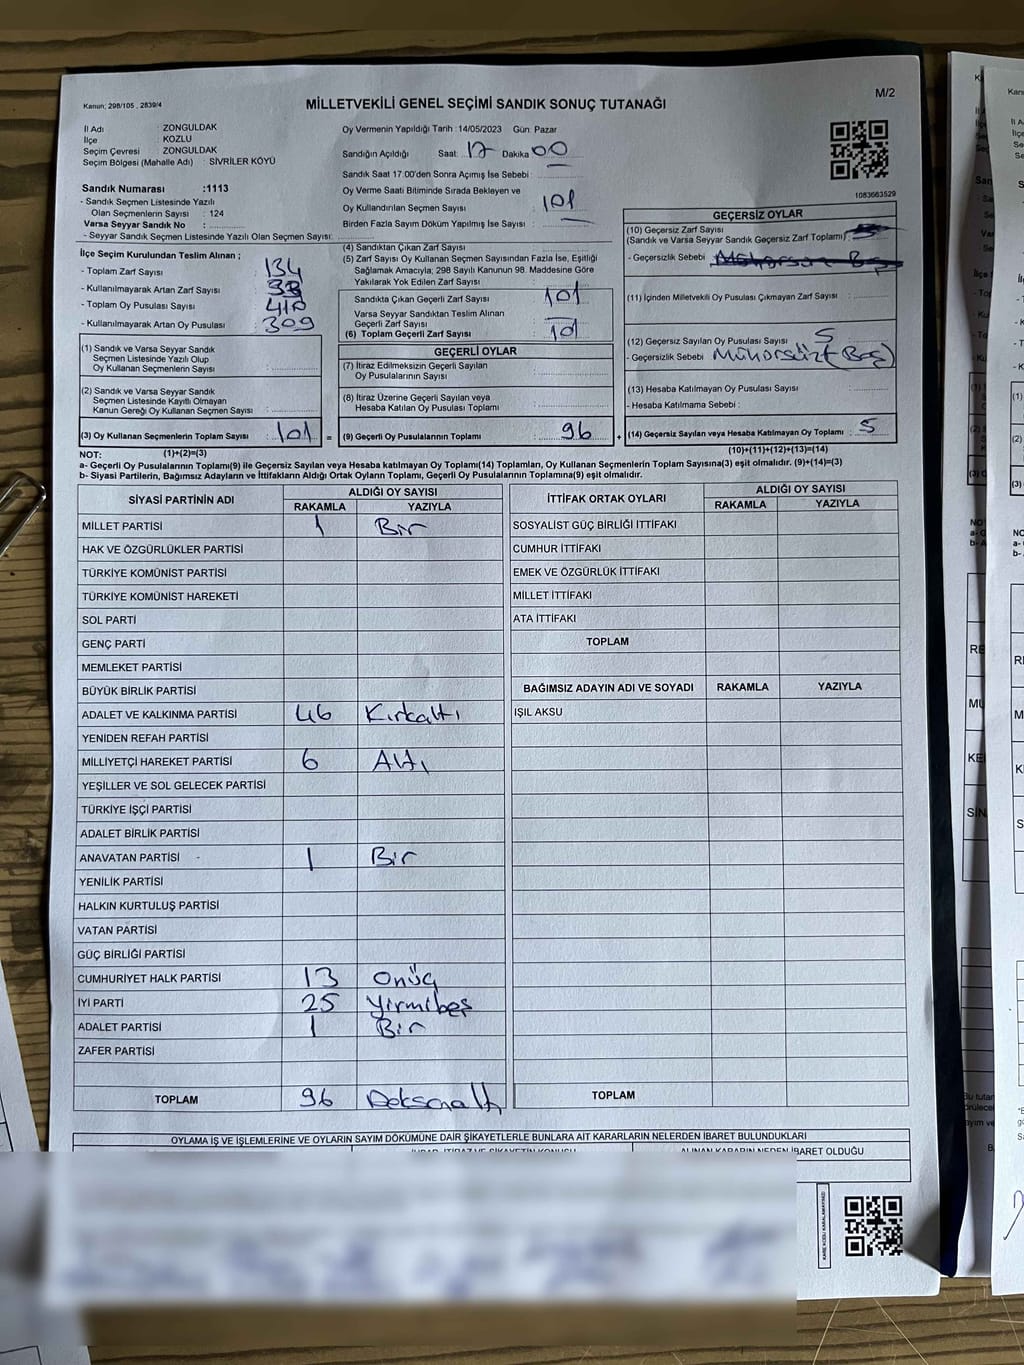 Kanun; 298/105 , 2839/4
MİLLETVEKİLİ GENEL SEÇİMİ SANDIK SONUÇ TUTANAĞI
M/2
İl Adı : ZONGULDAK
İlçe : KOZLU
Seçim Çevresi : ZONGULDAK
Seçim Bölgesi (Mahalle Adı) : SİVRİLER KÖYÜ
Sandık Numarası :1113
- Sandık Seçmen Listesinde Yazılı
Olan Seçmenlerin Sayısı : 124
Varsa Seyyar Sandık No :
- Seyyar Sandık Seçmen Listesinde Yazılı Olan Seçmen Sayısı:
Oy Vermenin Yapıldığı Tarih :14/05/2023 Gün: Pazar
Sandığın Açıldığı Saat: 17 Dakika 00
Sandık Saat 17.00'den Sonra Açımış İse Sebebi :
Oy Verme Saati Bitiminde Sırada Bekleyen ve
Oy Kullandırılan Seçmen Sayısı : 101
Birden Fazla Sayım Döküm Yapılmış İse Sayısı :
1083663529
İlçe Seçim Kurulundan Teslim Alınan ;
- Toplam Zarf Sayısı : 134
- Kullanılmayarak Artan Zarf Sayısı : 33
- Toplam Oy Pusulası Sayısı : 410
- Kullanılmayarak Artan Oy Pusulası : 309
(4) Sandıktan Çıkan Zarf Sayısı :
(5) Zarf Sayısı Oy Kullanan Seçmen Sayısından Fazla İse, Eşitliği
Sağlamak Amacıyla; 298 Sayılı Kanunun 98. Maddesine Göre
Yakılarak Yok Edilen Zarf Sayısı :
Sandıkta Çıkan Geçerli Zarf Sayısı : 101
Varsa Seyyar Sandıktan Teslim Alınan
Geçerli Zarf Sayısı :
(6) Toplam Geçerli Zarf Sayısı : 101
GEÇERSİZ OYLAR
(10) Geçersiz Zarf Sayısı
(Sandık ve Varsa Seyyar Sandık Geçersiz Zarf Toplamı) :
- Geçersizlik Sebebi :
(11) İçinden Milletvekili Oy Pusulası Çıkmayan Zarf Sayısı :
(12) Geçersiz Sayılan Oy Pusulası Sayısı : 5
- Geçersizlik Sebebi : Mühürsüz (Beş)
(13) Hesaba Katılmayan Oy Pusulası Sayısı :
- Hesaba Katılmama Sebebi :
(14) Geçersiz Sayılan veya Hesaba Katılmayan Oy Toplamı : 5
(10)+(11)+(12)+(13)=(14)
(1) Sandık ve Varsa Seyyar Sandık
Seçmen Listesinde Yazılı Olup
Oy Kullanan Seçmenlerin Sayısı :
(2) Sandık ve Varsa Seyyar Sandık
Seçmen Listesinde Kayıtlı Olmayan
Kanun Gereği Oy Kullanan Seçmen Sayısı :
(3) Oy Kullanan Seçmenlerin Toplam Sayısı : 101 =
(1)+(2)=(3)
GEÇERLİ OYLAR
(7) İtiraz Edilmeksizin Geçerli Sayılan
Oy Pusulalarının Sayısı :
(8) İtiraz Üzerine Geçerli Sayılan veya
Hesaba Katılan Oy Pusulası Toplamı :
(9) Geçerli Oy Pusulalarının Toplamı : 96 +
NOT:
a- Geçerli Oy Pusulalarının Toplamı(9) ile Geçersiz Sayılan veya Hesaba katılmayan Oy Toplamı(14) Toplamları, Oy Kullanan Seçmenlerin Toplam Sayısına(3) eşit olmalıdır. (9)+(14)=(3)
b- Siyasi Partilerin, Bağımsız Adayların ve İttifakların Aldığı Ortak Oyların Toplamı, Geçerli Oy Pusulalarının Toplamına(9) eşit olmalıdır.
SİYASİ PARTİNİN ADI ALDIĞI OY SAYISI
RAKAMLA YAZIYLA
MİLLET PARTİSİ 1 Bir
HAK VE ÖZGÜRLÜKLER PARTİSİ
TÜRKİYE KOMÜNİST PARTİSİ
TÜRKİYE KOMÜNİST HAREKETİ
SOL PARTİ
GENÇ PARTİ
MEMLEKET PARTİSİ
BÜYÜK BİRLİK PARTİSİ
ADALET VE KALKINMA PARTİSİ 46 Kırkaltı
YENİDEN REFAH PARTİSİ
MİLLİYETÇİ HAREKET PARTİSİ 6 Altı
YEŞİLLER VE SOL GELECEK PARTİSİ
TÜRKİYE İŞÇİ PARTİSİ
ADALET BİRLİK PARTİSİ
ANAVATAN PARTİSİ 1 Bir
YENİLİK PARTİSİ
HALKIN KURTULUŞ PARTİSİ
VATAN PARTİSİ
GÜÇ BİRLİĞİ PARTİSİ
CUMHURİYET HALK PARTİSİ 13 Onüç
İYİ PARTİ 25 Yirmibeş
ADALET PARTİSİ 1 Bir
ZAFER PARTİSİ
TOPLAM 96 Doksanaltı
İTTİFAK ORTAK OYLARI ALDIĞI OY SAYISI
RAKAMLA YAZIYLA
SOSYALİST GÜÇ BİRLİĞİ İTTİFAKI
CUMHUR İTTİFAKI
EMEK VE ÖZGÜRLÜK İTTİFAKI
MİLLET İTTİFAKI
ATA İTTİFAKI
TOPLAM
BAĞIMSIZ ADAYIN ADI VE SOYADI RAKAMLA YAZIYLA
IŞIL AKSU
TOPLAM
OYLAMA İŞ VE İŞLEMLERİNE VE OYLARIN SAYIM DÖKÜMÜNE DAİR ŞİKAYETLERLE BUNLARA AİT KARARLARIN NELERDEN İBARET BULUNDUKLARI
ALINAN KARARIN NEDEN İBARET OLDUĞU
KARE KODU KARALAMAYINIZ!